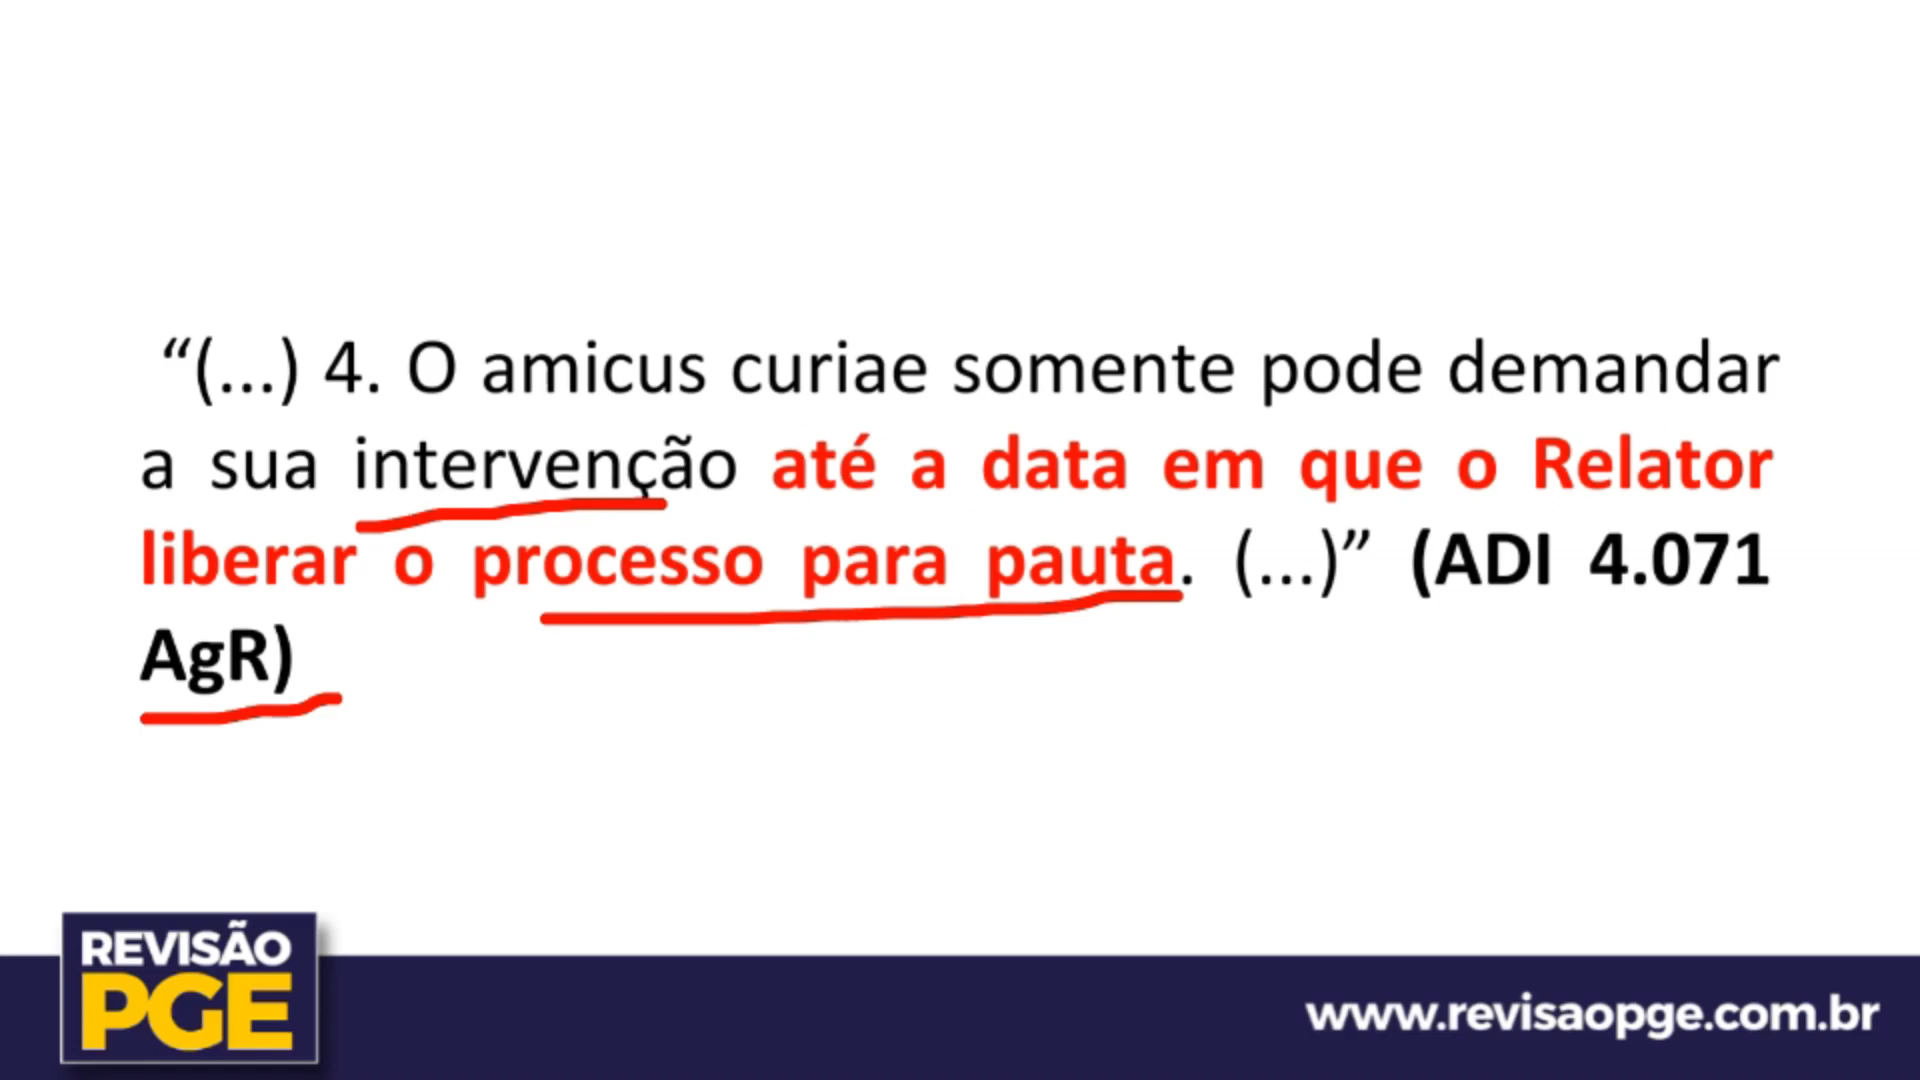 “(...) 4. O amicus curiae somente pode demandar
a sua intervenção até a data em que o Relator
liberar o processo para pauta. (...)” (ADI 4.071
AgR)
REVISÃO
PGE
www.revisaopge.com.br